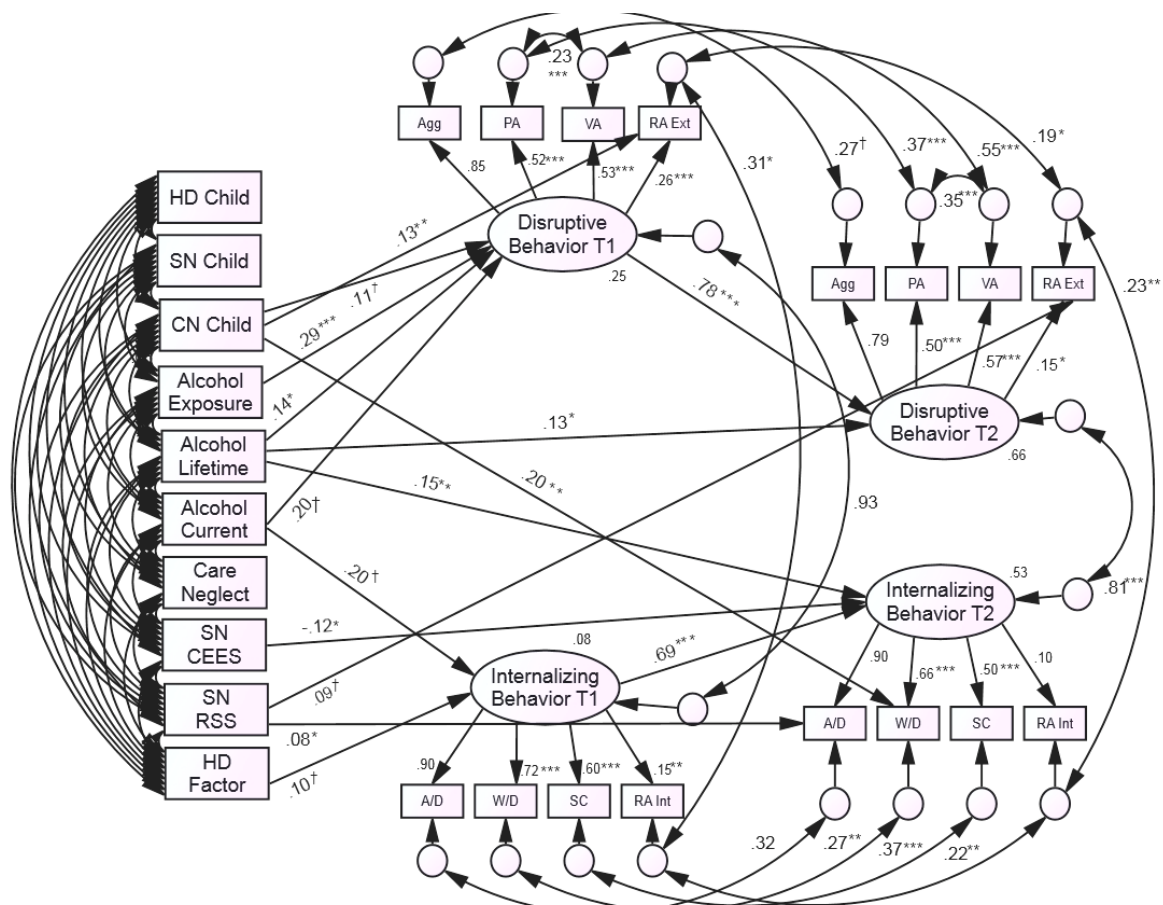 .23
***
Agg
PA
VA
RA Ext
.85
.52***
.53***
.26***
.31*
.27†
.37***
.55***
.19*
.35***
HD Child
SN Child
CN Child
Alcohol
Exposure
Alcohol
Lifetime
Alcohol
Current
Care
Neglect
SN
CEES
SN
RSS
HD
Factor
.13**
.11†
.29***
.14*
.20†
.20†
Disruptive
Behavior T1
.25
.78***
Agg
PA
VA
RA Ext
.23**
.79
.50***
.57***
.15*
Disruptive
Behavior T2
.66
.13*
.15**
.20**
.93
.53
Internalizing
Behavior T2
.81***
-.12*
.09†
.08*
.10†
.08
Internalizing
Behavior T1
.69***
.90
.66***
.50***
.10
A/D
W/D
SC
RA Int
.90
.72***
.60***
.15**
A/D
W/D
SC
RA Int
.32
.27**
.37***
.22**